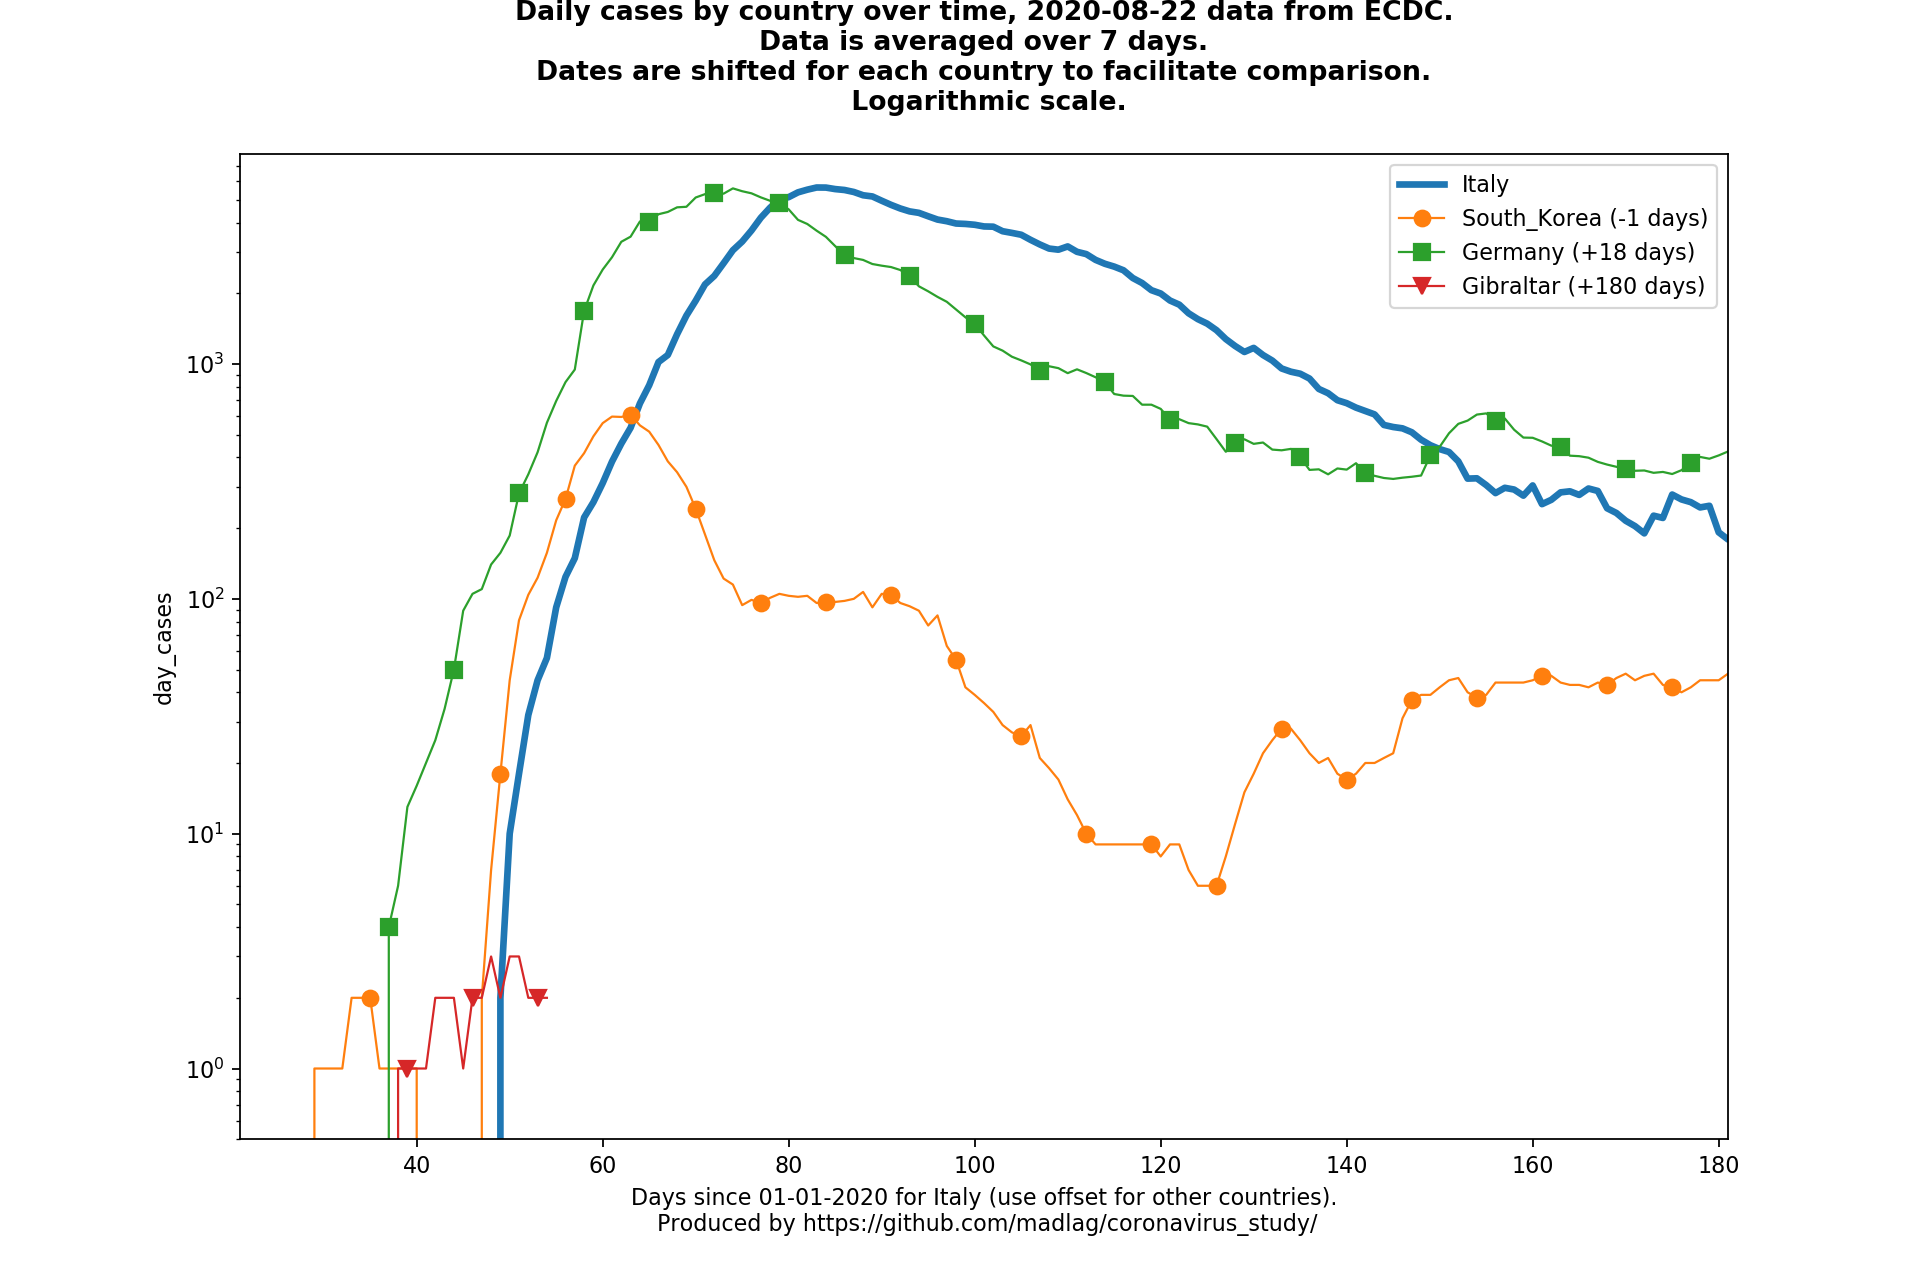 Daily cases by country over time, 2020-08-22 data from ECDC.
Data is averaged over 7 days.
Dates are shifted for each country to facilitate comparison.
Logarithmic scale.
Italy
South_Korea (-1 days)
Germany (+18 days)
Gibraltar (+180 days)
day_cases
10³
10²
10¹
10⁰
40 60 80 100 120 140 160 180
Days since 01-01-2020 for Italy (use offset for other countries).
Produced by https://github.com/madlag/coronavirus_study/